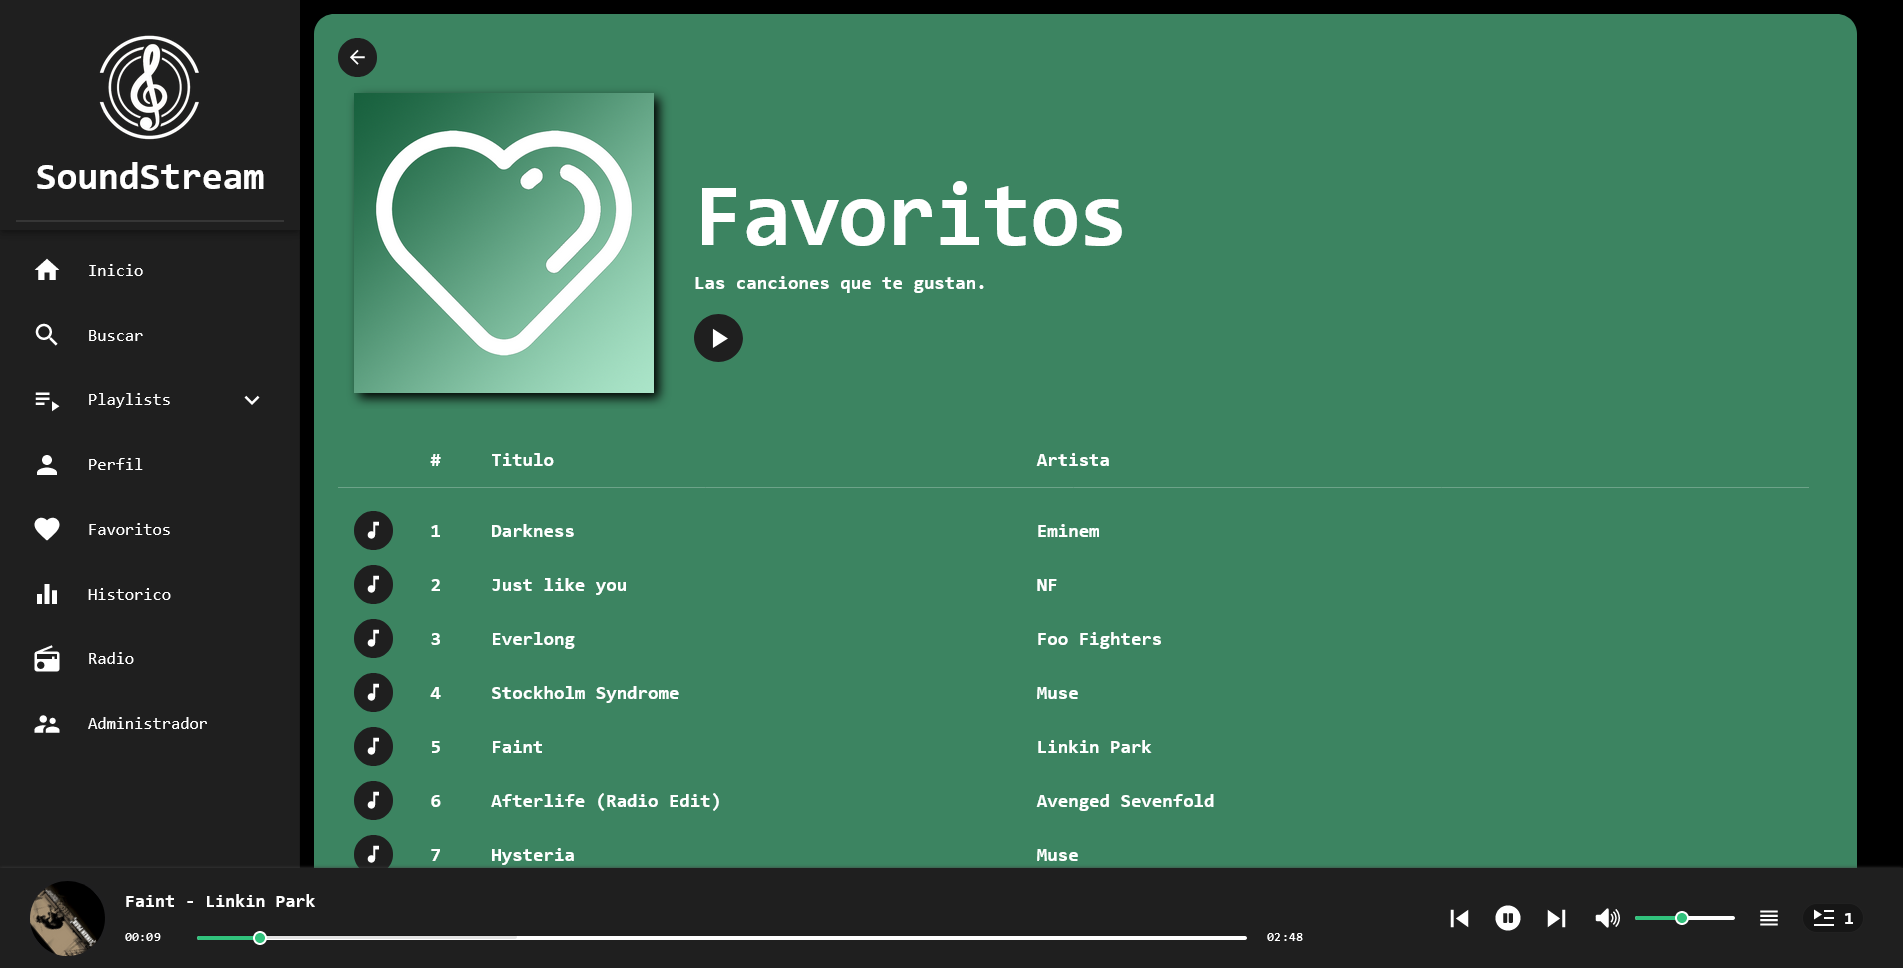 SoundStream
Inicio
Buscar
Playlists
Perfil
Favoritos
Historico
Radio
Administrador
Favoritos
Las canciones que te gustan.
# Titulo Artista
1 Darkness Eminem
2 Just like you NF
3 Everlong Foo Fighters
4 Stockholm Syndrome Muse
5 Faint Linkin Park
6 Afterlife (Radio Edit) Avenged Sevenfold
7 Hysteria Muse
Faint - Linkin Park
00:09 02:48
1